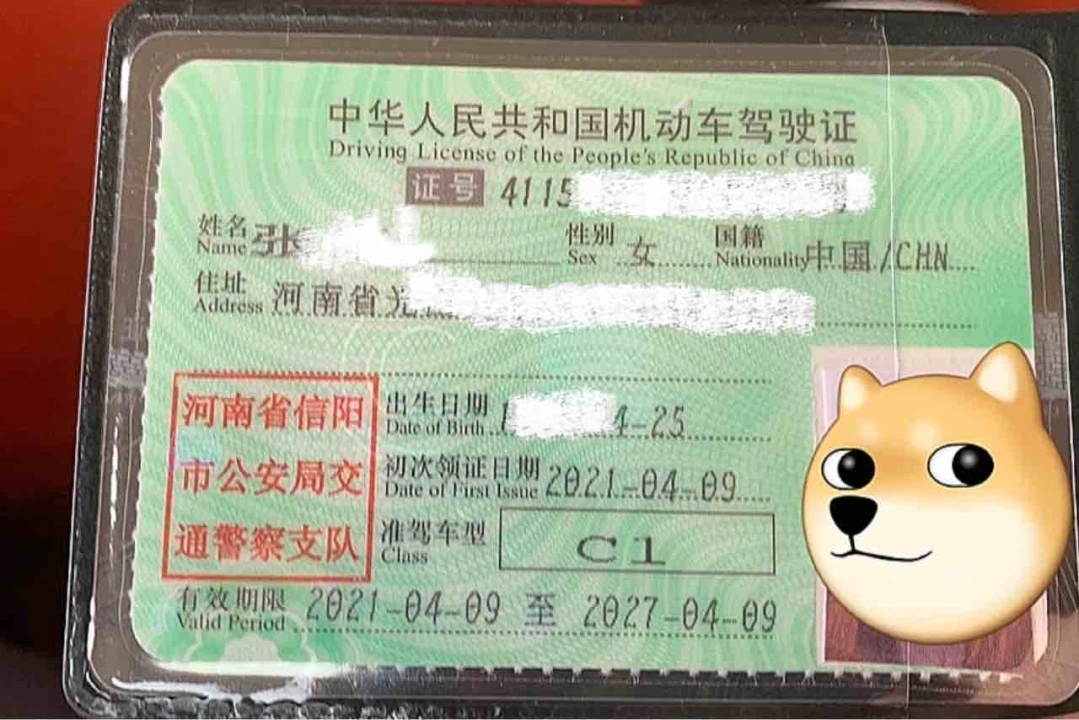 中华人民共和国机动车驾驶证
Driving License of the People's Republic of China
证号 4115
姓名 Name 张 性别 Sex 女 国籍 Nationality 中国/CHN
住址 Address 河南省
河南省信阳
市公安局交
通警察支队
出生日期 Date of Birth 4-25
初次领证日期 Date of First Issue 2021-04-09
准驾车型 Class C1
有效期限 Valid Period 2021-04-09 至 2027-04-09